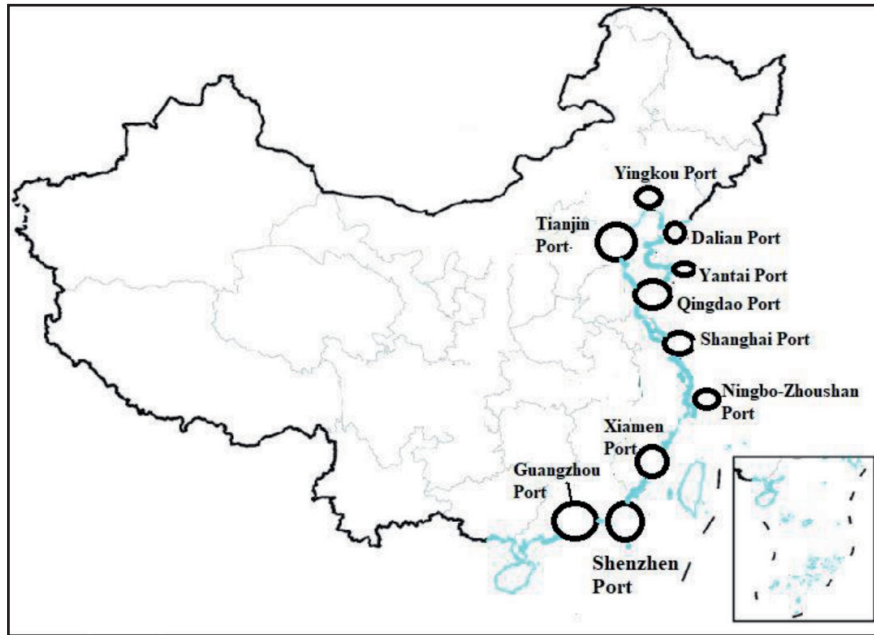 Yingkou Port
Tianjin
Port
Dalian Port
Yantai Port
Qingdao Port
Shanghai Port
Ningbo-Zhoushan
Port
Xiamen
Port
Guangzhou
Port
Shenzhen
Port